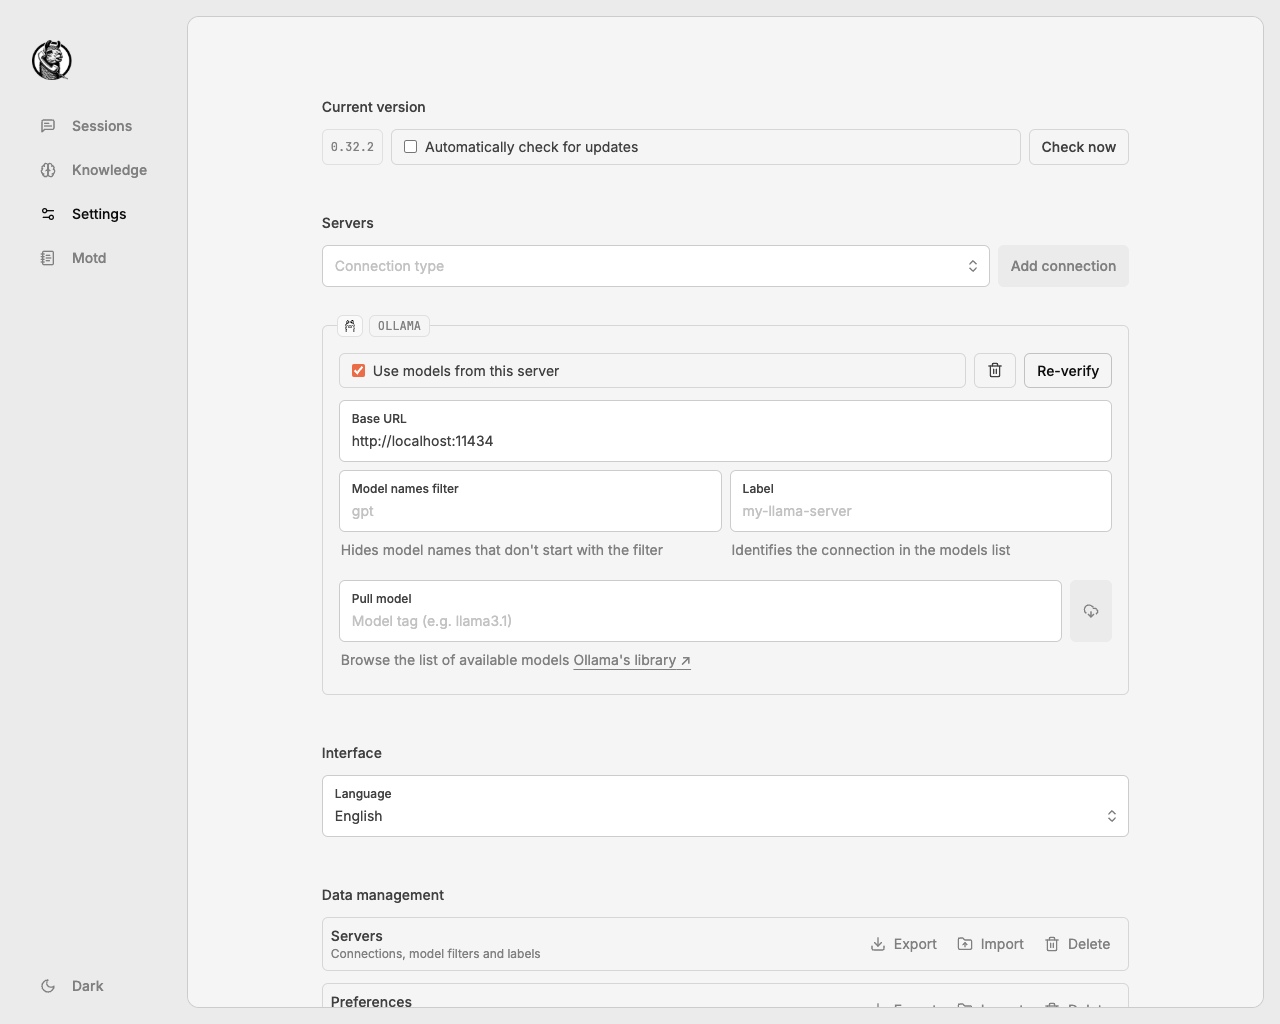 Sessions
Knowledge
Settings
Motd
Dark
Current version
0.32.2
Automatically check for updates
Check now
Servers
Connection type
Add connection
OLLAMA
Use models from this server
Re-verify
Base URL
http://localhost:11434
Model names filter
gpt
Hides model names that don't start with the filter
Label
my-llama-server
Identifies the connection in the models list
Pull model
Model tag (e.g. llama3.1)
Browse the list of available models Ollama's library ↗
Interface
Language
English
Data management
Servers
Connections, model filters and labels
Export
Import
Delete
Preferences